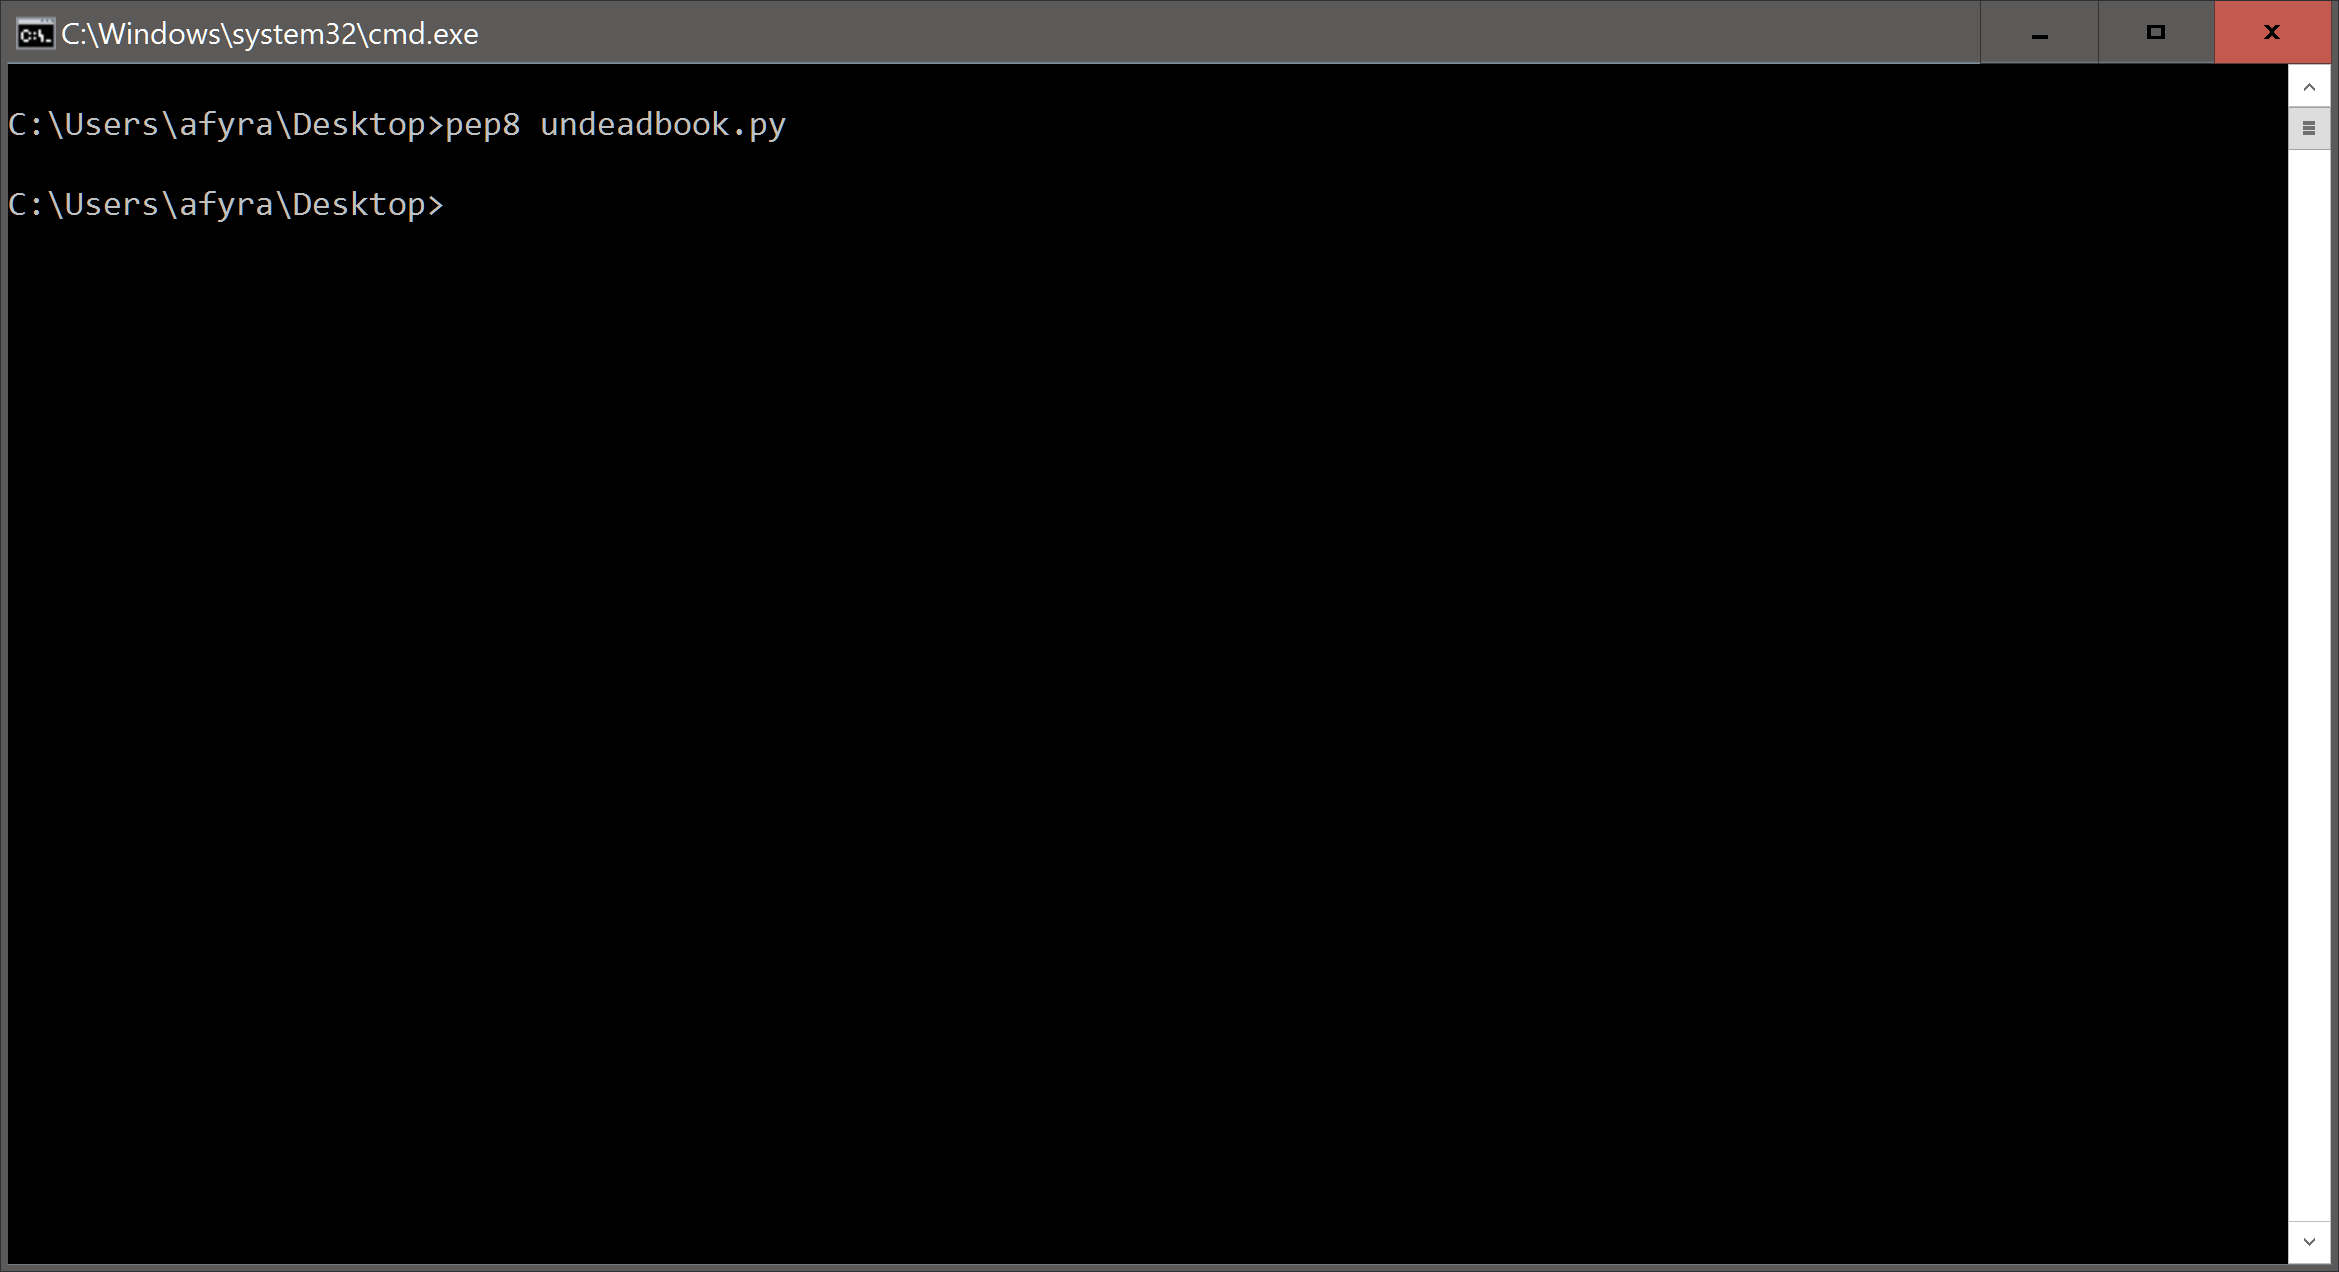 C:\Windows\system32\cmd.exe
C:\Users\afyra\Desktop>pep8 undeadbook.py
C:\Users\afyra\Desktop>